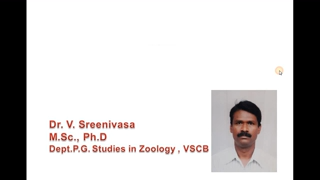 Dr. V. Sreenivasa
M.Sc., Ph.D
Dept.P.G. Studies in Zoology , VSCB